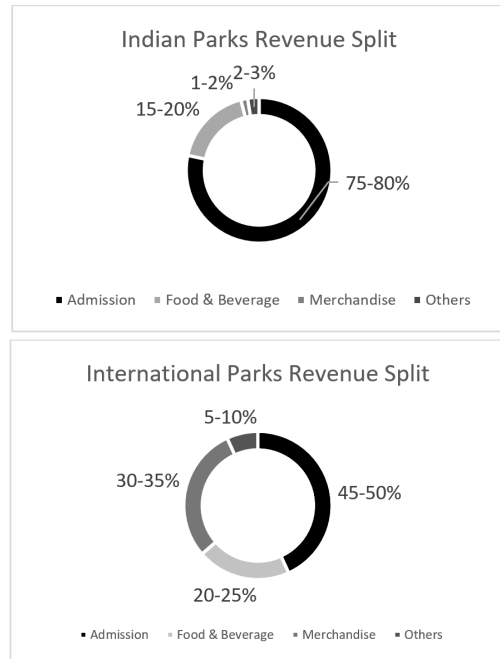 Indian Parks Revenue Split
1-2% 2-3%
15-20%
75-80%
Admission Food & Beverage Merchandise Others
International Parks Revenue Split
5-10%
30-35%
45-50%
20-25%
Admission Food & Beverage Merchandise Others